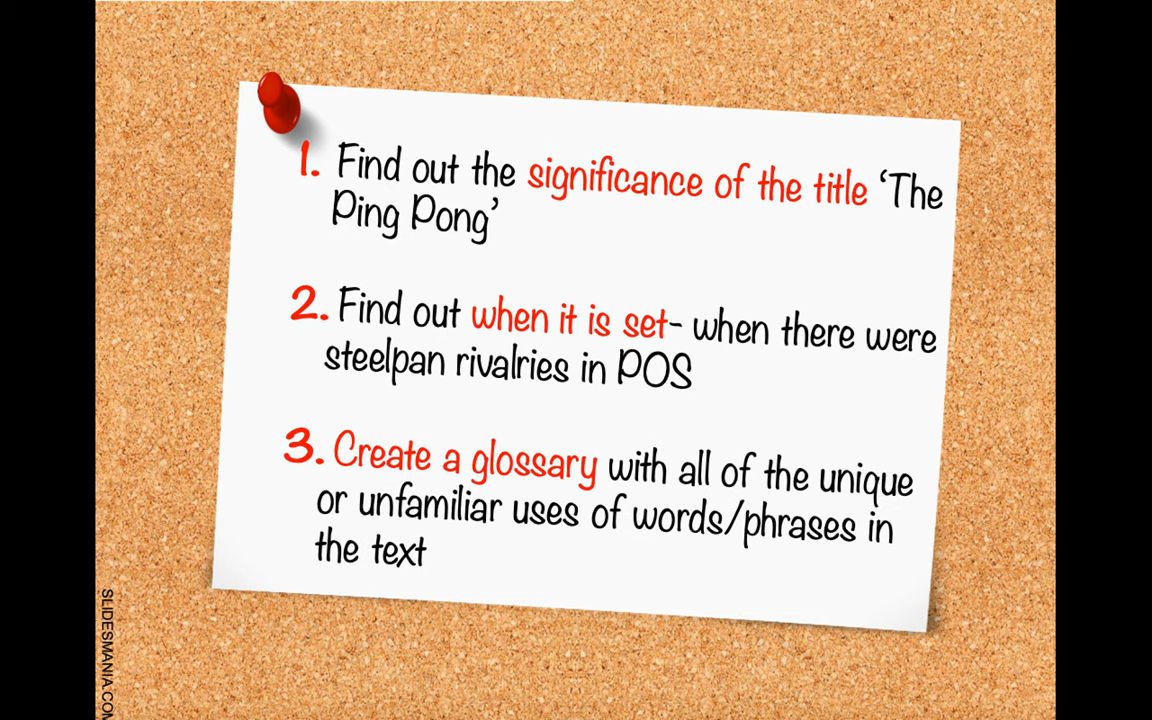 1. Find out the significance of the title ‘The
Ping Pong’
2. Find out when it is set- when there were
steelpan rivalries in POS
3. Create a glossary with all of the unique
or unfamiliar uses of words/phrases in
the text
SLIDESMANIA.COM